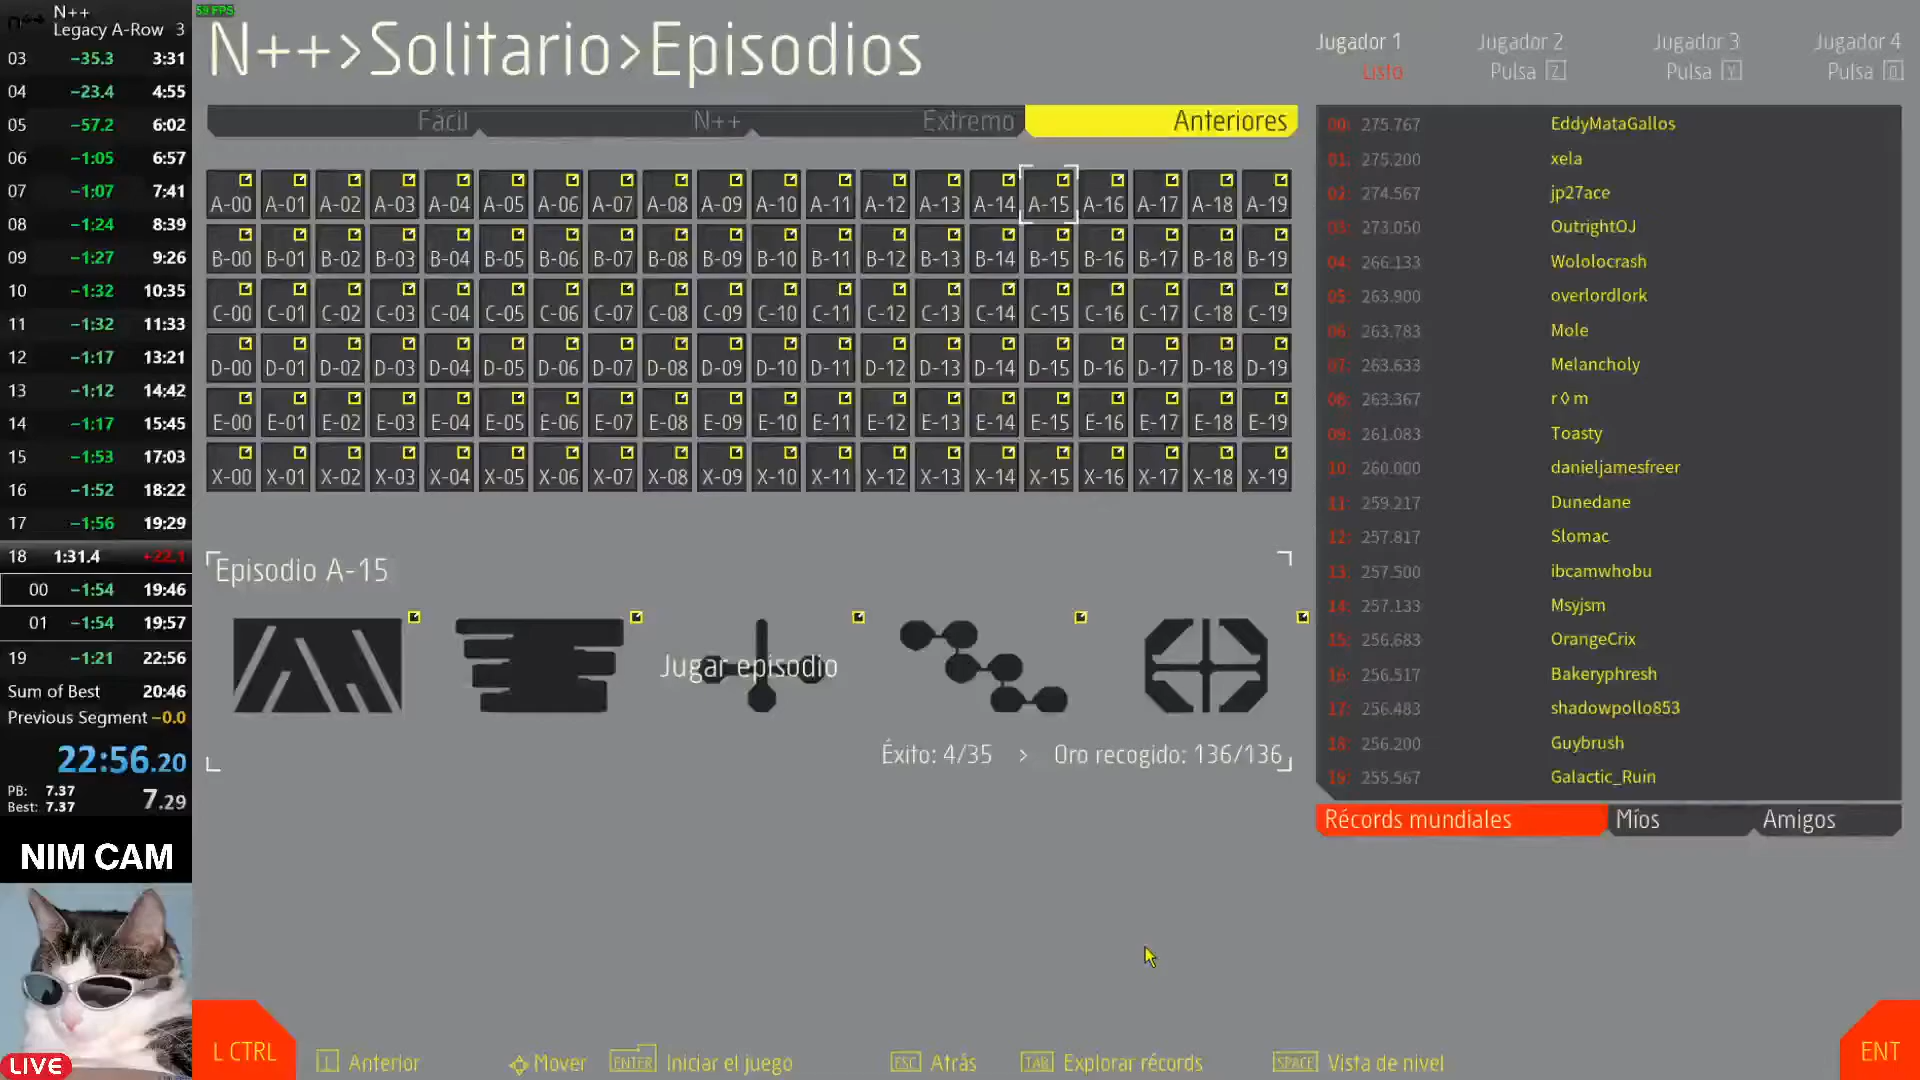 N++
Legacy A-Row 3
03 −35.3 3:31
04 −23.4 4:55
05 −57.2 6:02
06 −1:05 6:57
07 −1:07 7:41
08 −1:24 8:39
09 −1:27 9:26
10 −1:32 10:35
11 −1:32 11:33
12 −1:17 13:21
13 −1:12 14:42
14 −1:17 15:45
15 −1:53 17:03
16 −1:52 18:22
17 −1:56 19:29
18 1:31.4 +22.1
00 −1:54 19:46
01 −1:54 19:57
19 −1:21 22:56
Sum of Best 20:46
Previous Segment −0.0
22:56.20
PB: 7.37
Best: 7.37
7.29
NIM CAM
LIVE
59 FPS
N++>Solitario>Episodios
Fácil N++ Extremo Anteriores
A-00 A-01 A-02 A-03 A-04 A-05 A-06 A-07 A-08 A-09 A-10 A-11 A-12 A-13 A-14 A-15 A-16 A-17 A-18 A-19
B-00 B-01 B-02 B-03 B-04 B-05 B-06 B-07 B-08 B-09 B-10 B-11 B-12 B-13 B-14 B-15 B-16 B-17 B-18 B-19
C-00 C-01 C-02 C-03 C-04 C-05 C-06 C-07 C-08 C-09 C-10 C-11 C-12 C-13 C-14 C-15 C-16 C-17 C-18 C-19
D-00 D-01 D-02 D-03 D-04 D-05 D-06 D-07 D-08 D-09 D-10 D-11 D-12 D-13 D-14 D-15 D-16 D-17 D-18 D-19
E-00 E-01 E-02 E-03 E-04 E-05 E-06 E-07 E-08 E-09 E-10 E-11 E-12 E-13 E-14 E-15 E-16 E-17 E-18 E-19
X-00 X-01 X-02 X-03 X-04 X-05 X-06 X-07 X-08 X-09 X-10 X-11 X-12 X-13 X-14 X-15 X-16 X-17 X-18 X-19
Episodio A-15
Jugar episodio
Éxito: 4/35 > Oro recogido: 136/136
Jugador 1 Jugador 2 Jugador 3 Jugador 4
Listo Pulsa Z Pulsa Y Pulsa
00: 275.767 EddyMataGallos
01: 275.200 xela
02: 274.567 jp27ace
03: 273.050 OutrightOJ
04: 266.133 Wololocrash
05: 263.900 overlordlork
06: 263.783 Mole
07: 263.633 Melancholy
08: 263.367 r◊m
09: 261.083 Toasty
10: 260.000 danieljamesfreer
11: 259.217 Dunedane
12: 257.817 Slomac
13: 257.500 ibcamwhobu
14: 257.133 Msyjsm
15: 256.683 OrangeCrix
16: 256.517 Bakeryphresh
17: 256.483 shadowpollo853
18: 256.200 Guybrush
19: 255.567 Galactic_Ruin
Récords mundiales Míos Amigos
L CTRL Anterior Mover ENTER Iniciar el juego ESC Atrás TAB Explorar récords SPACE Vista de nivel ENT